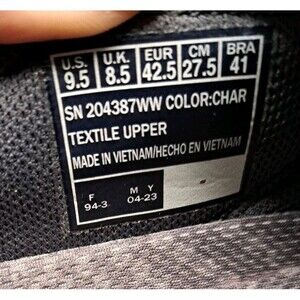 U.S. U.K. EUR CM BRA
9.5 8.5 42.5 27.5 41
SN 204387WW COLOR:CHAR
TEXTILE UPPER
MADE IN VIETNAM/HECHO EN VIETNAM
F M Y
94-3 04-23